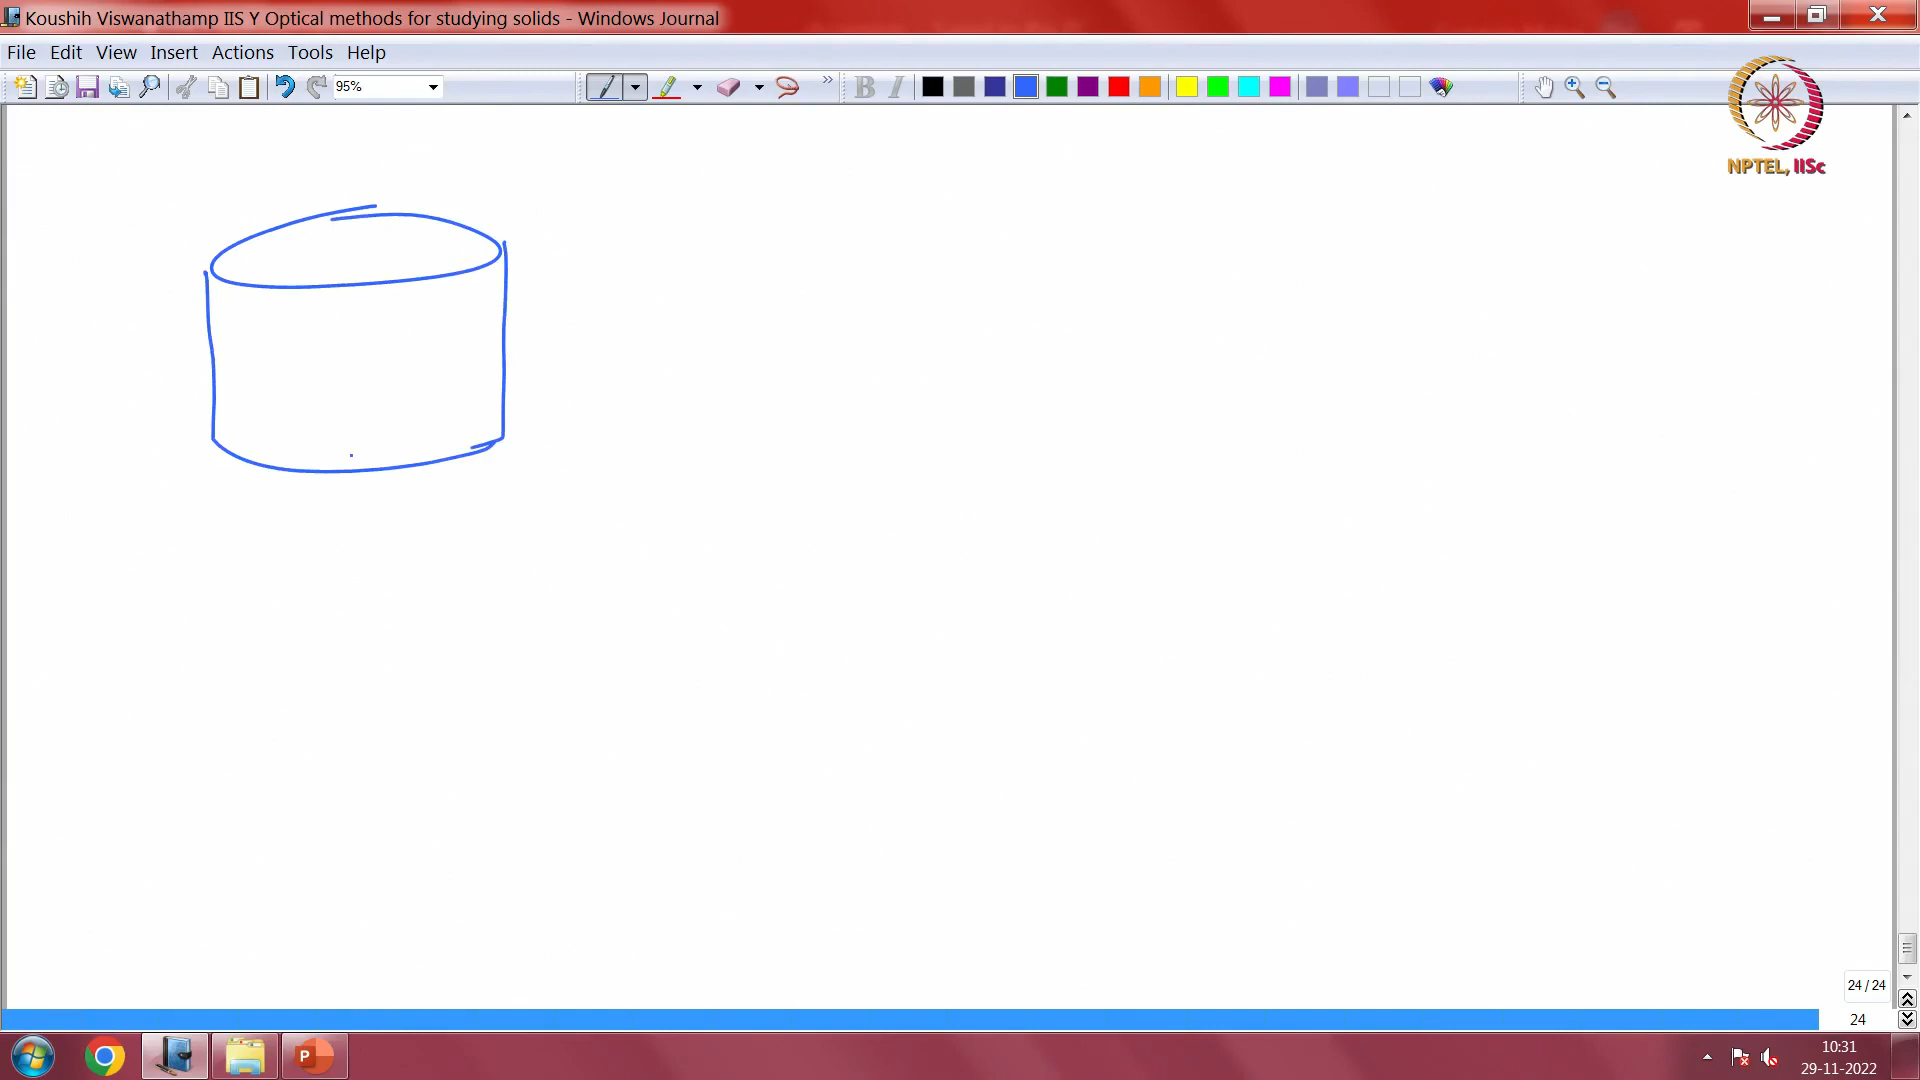 Koushih Viswanathamp IIS Y Optical methods for studying solids - Windows Journal
File Edit View Insert Actions Tools Help
95%
B I
NPTEL, IISc
24 / 24
24
P
10:31
29-11-2022